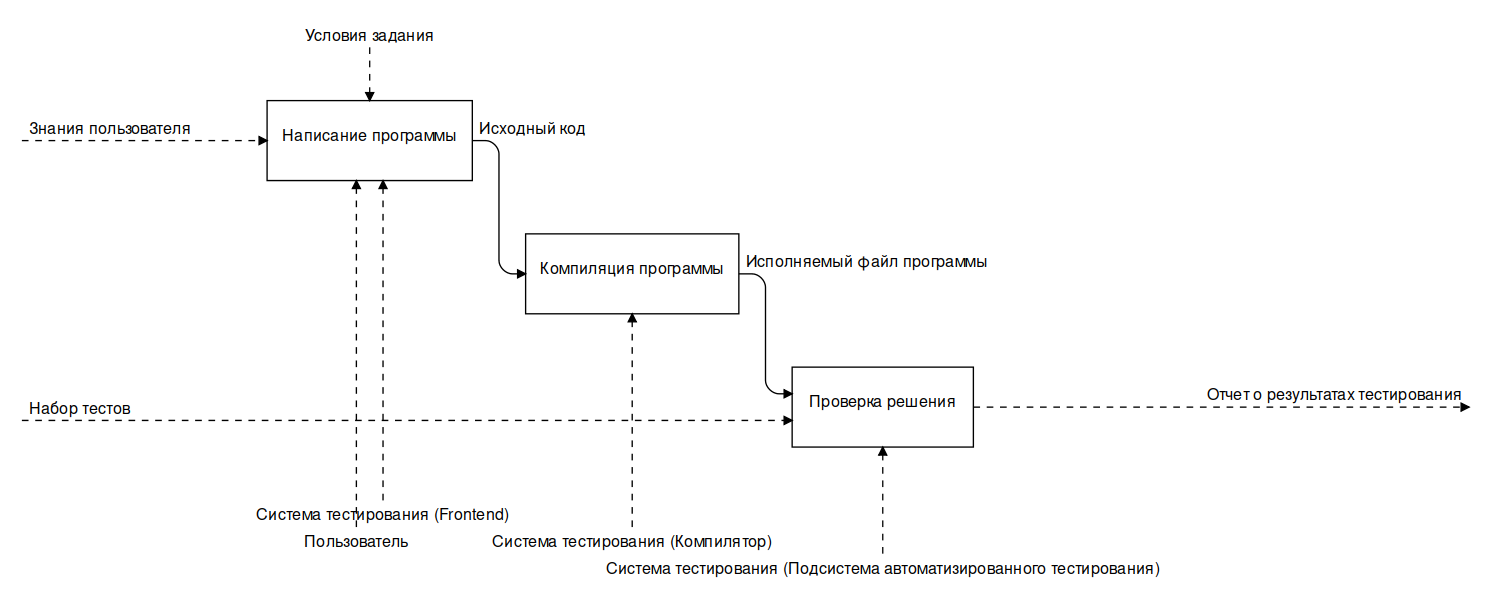 Условия задания
Знания пользователя
Написание программы
Исходный код
Компиляция программы
Исполняемый файл программы
Набор тестов
Проверка решения
Отчет о результатах тестирования
Система тестирования (Frontend)
Пользователь
Система тестирования (Компилятор)
Система тестирования (Подсистема автоматизированного тестирования)